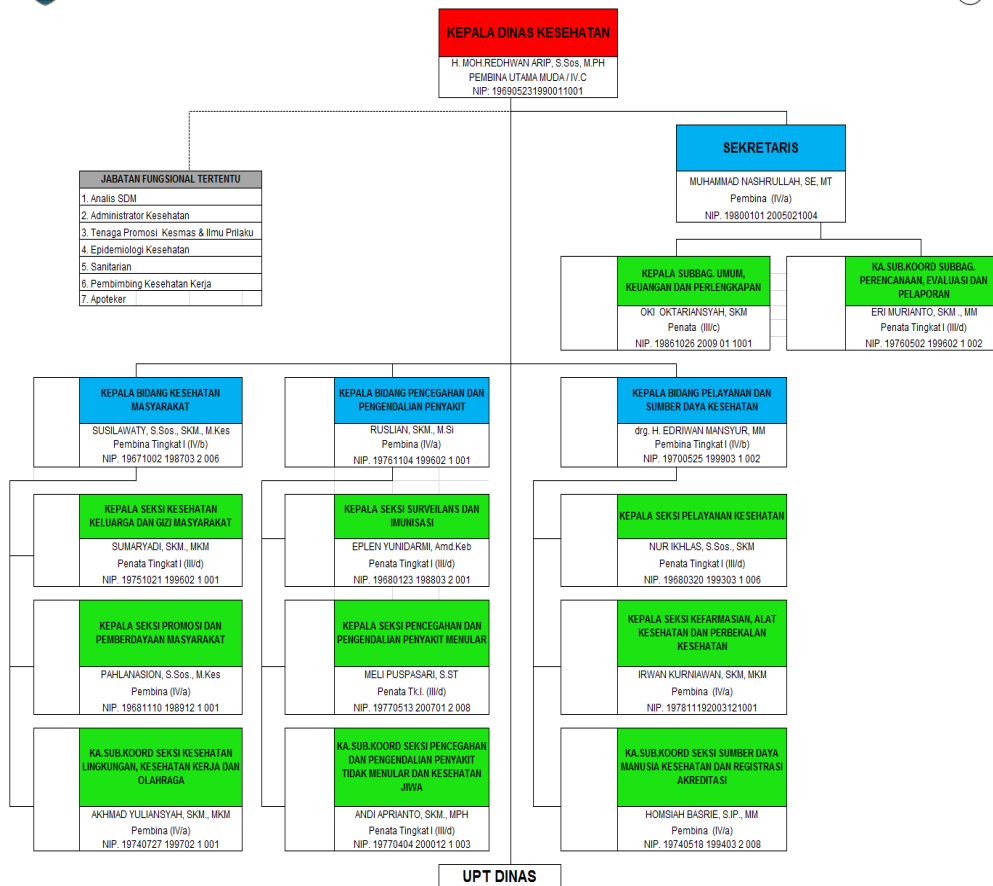 KEPALA DINAS KESEHATAN
H. MOH.REDHWAN ARIP, S.Sos, M.PH
PEMBINA UTAMA MUDA / IV.C
NIP: 196905231990011001
SEKRETARIS
MUHAMMAD NASHRULLAH, SE, MT
Pembina (IV/a)
NIP. 19800101 2005021004
JABATAN FUNGSIONAL TERTENTU
1. Analis SDM
2. Administrator Kesehatan
3. Tenaga Promosi Kesmas & Ilmu Prilaku
4. Epidemiologi Kesehatan
5. Sanitarian
6. Pembimbing Kesehatan Kerja
7. Apoteker
KEPALA SUBBAG. UMUM,
KEUANGAN DAN PERLENGKAPAN
OKI OKTARIANSYAH, SKM
Penata (III/c)
NIP. 19861026 2009 01 1001
KA.SUB.KOORD SUBBAG.
PERENCANAAN, EVALUASI DAN
PELAPORAN
ERI MURIANTO, SKM ., MM
Penata Tingkat I (III/d)
NIP. 19760502 199602 1 002
KEPALA BIDANG KESEHATAN
MASYARAKAT
SUSILAWATY, S.Sos., SKM., M.Kes
Pembina Tingkat I (IV/b)
NIP. 19671002 198703 2 006
KEPALA BIDANG PENCEGAHAN DAN
PENGENDALIAN PENYAKIT
RUSLIAN, SKM., M.Si
Pembina (IV/a)
NIP. 19761104 199602 1 001
KEPALA BIDANG PELAYANAN DAN
SUMBER DAYA KESEHATAN
drg. H. EDRIWAN MANSYUR, MM
Pembina Tingkat I (IV/b)
NIP. 19700525 199903 1 002
KEPALA SEKSI KESEHATAN
KELUARGA DAN GIZI MASYARAKAT
SUMARYADI, SKM., MKM
Penata Tingkat I (III/d)
NIP. 19751021 199602 1 001
KEPALA SEKSI SURVEILANS DAN
IMUNISASI
EPLEN YUNIDARMI, Amd.Keb
Penata Tingkat I (III/d)
NIP. 19680123 198803 2 001
KEPALA SEKSI PELAYANAN KESEHATAN
NUR IKHLAS, S.Sos., SKM
Penata Tingkat I (III/d)
NIP. 19680320 199303 1 006
KEPALA SEKSI PROMOSI DAN
PEMBERDAYAAN MASYARAKAT
PAHLANASION, S.Sos., M.Kes
Pembina (IV/a)
NIP. 19681110 198912 1 001
KEPALA SEKSI PENCEGAHAN DAN
PENGENDALIAN PENYAKIT MENULAR
MELI PUSPASARI, S.ST
Penata Tk.I. (III/d)
NIP. 19770513 200701 2 008
KEPALA SEKSI KEFARMASIAN, ALAT
KESEHATAN DAN PERBEKALAN
KESEHATAN
IRWAN KURNIAWAN, SKM, MKM
Pembina (IV/a)
NIP. 197811192003121001
KA.SUB.KOORD SEKSI KESEHATAN
LINGKUNGAN, KESEHATAN KERJA DAN
OLAHRAGA
AKHMAD YULIANSYAH, SKM., MKM
Pembina (IV/a)
NIP. 19740727 199702 1 001
KA.SUB.KOORD SEKSI PENCEGAHAN
DAN PENGENDALIAN PENYAKIT
TIDAK MENULAR DAN KESEHATAN
JIWA
ANDI APRIANTO, SKM., MPH
Penata Tingkat I (III/d)
NIP. 19770404 200012 1 003
KA.SUB.KOORD SEKSI SUMBER DAYA
MANUSIA KESEHATAN DAN REGISTRASI
AKREDITASI
HOMSIAH BASRIE, S.IP., MM
Pembina (IV/a)
NIP. 19740518 199403 2 008
UPT DINAS